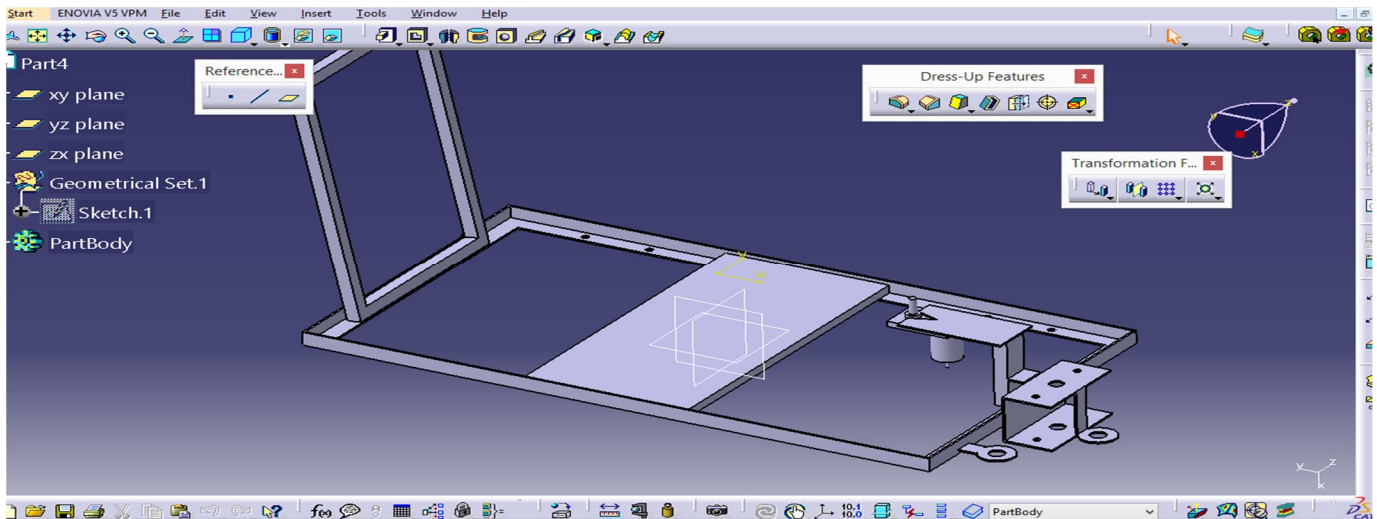 Start ENOVIA V5 VPM File Edit View Insert Tools Window Help
Part4
Reference...
Dress-Up Features
xy plane
yz plane
zx plane
Transformation F...
Geometrical Set.1
Sketch.1
PartBody
f(x)
PartBody